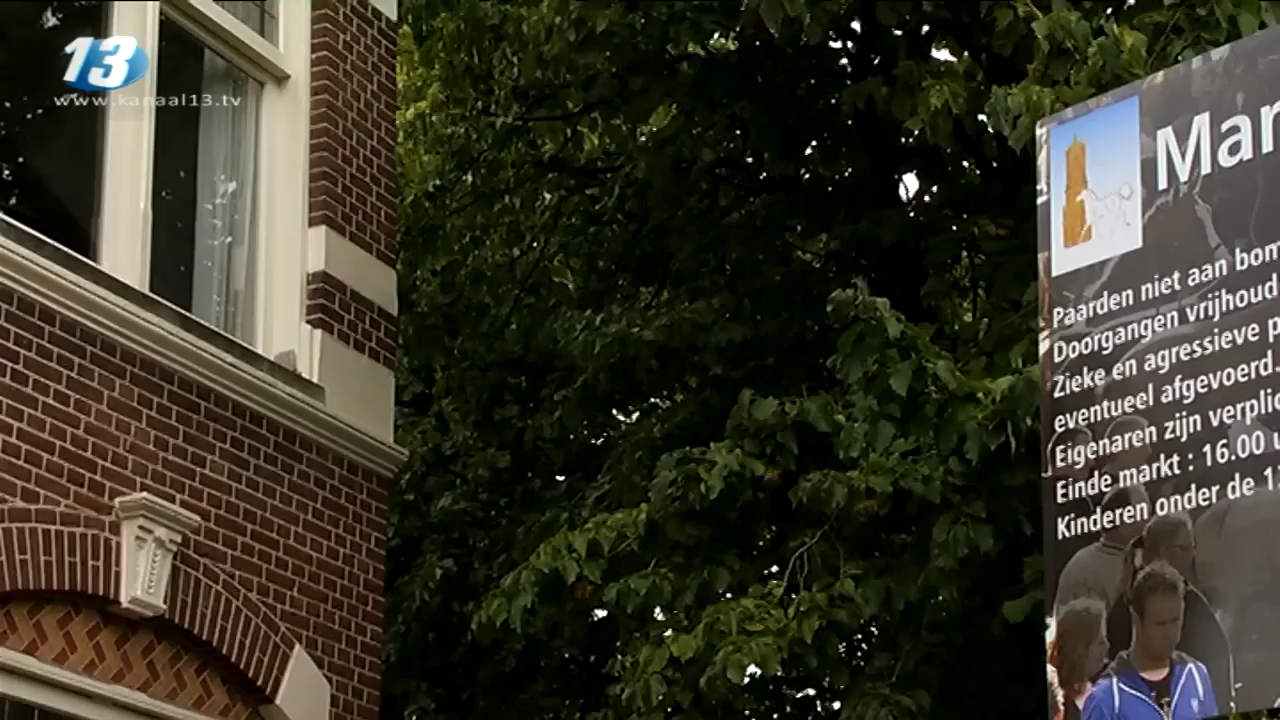 13
www.kanaal13.tv
Mar
Paarden niet aan bom
Doorgangen vrijhoud
Zieke en agressieve p
eventueel afgevoerd.
Eigenaren zijn verplic
Einde markt : 16.00 u
Kinderen onder de 1